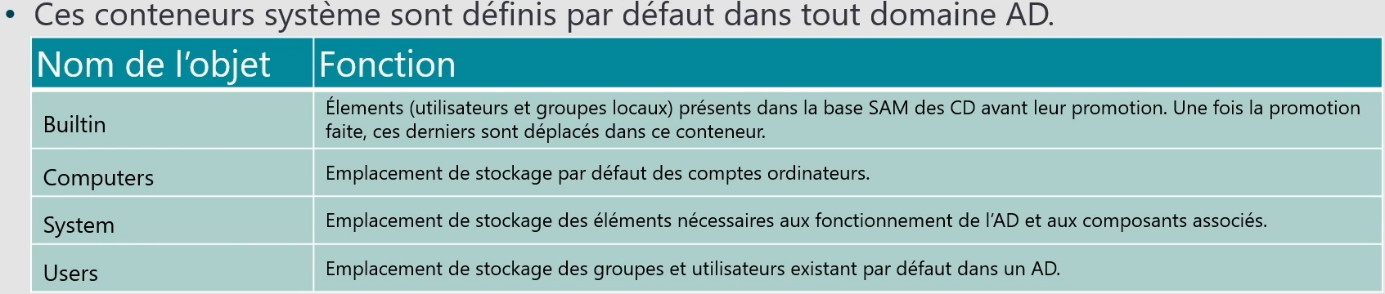 • Ces conteneurs système sont définis par défaut dans tout domaine AD.
Nom de l’objet Fonction
Builtin Élements (utilisateurs et groupes locaux) présents dans la base SAM des CD avant leur promotion. Une fois la promotion
faite, ces derniers sont déplacés dans ce conteneur.
Computers Emplacement de stockage par défaut des comptes ordinateurs.
System Emplacement de stockage des éléments nécessaires aux fonctionnement de l’AD et aux composants associés.
Users Emplacement de stockage des groupes et utilisateurs existant par défaut dans un AD.